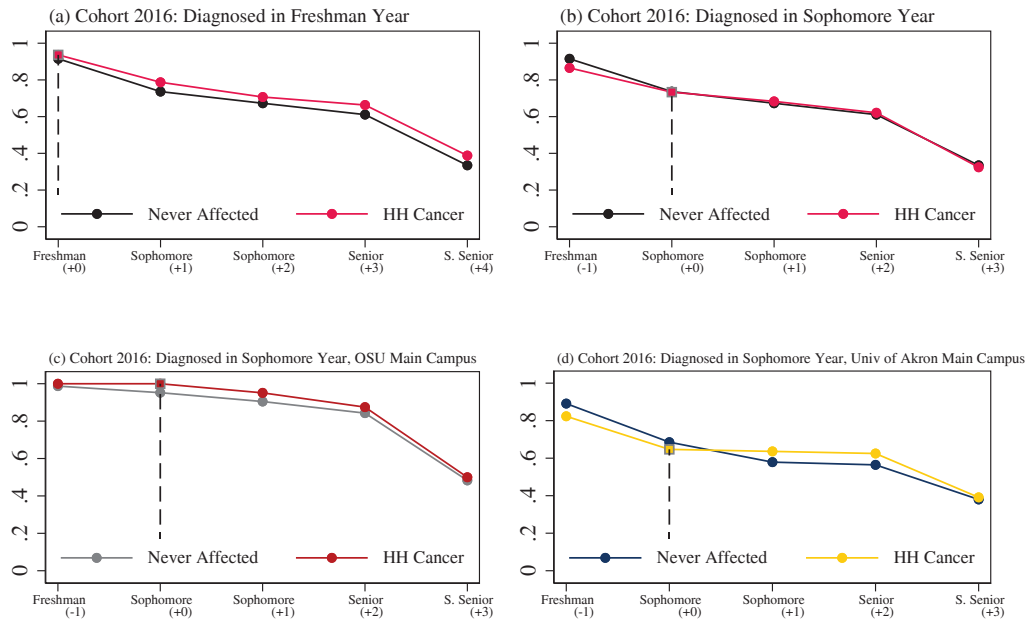 (a) Cohort 2016: Diagnosed in Freshman Year
1
.8
.6
.4
.2
0
Never Affected HH Cancer
Freshman Sophomore Sophomore Senior S. Senior
(+0) (+1) (+2) (+3) (+4)
(b) Cohort 2016: Diagnosed in Sophomore Year
1
.8
.6
.4
.2
0
Never Affected HH Cancer
Freshman Sophomore Sophomore Senior S. Senior
(-1) (+0) (+1) (+2) (+3)
(c) Cohort 2016: Diagnosed in Sophomore Year, OSU Main Campus
1
.8
.6
.4
.2
0
Never Affected HH Cancer
Freshman Sophomore Sophomore Senior S. Senior
(-1) (+0) (+1) (+2) (+3)
(d) Cohort 2016: Diagnosed in Sophomore Year, Univ of Akron Main Campus
1
.8
.6
.4
.2
0
Never Affected HH Cancer
Freshman Sophomore Sophomore Senior S. Senior
(-1) (+0) (+1) (+2) (+3)